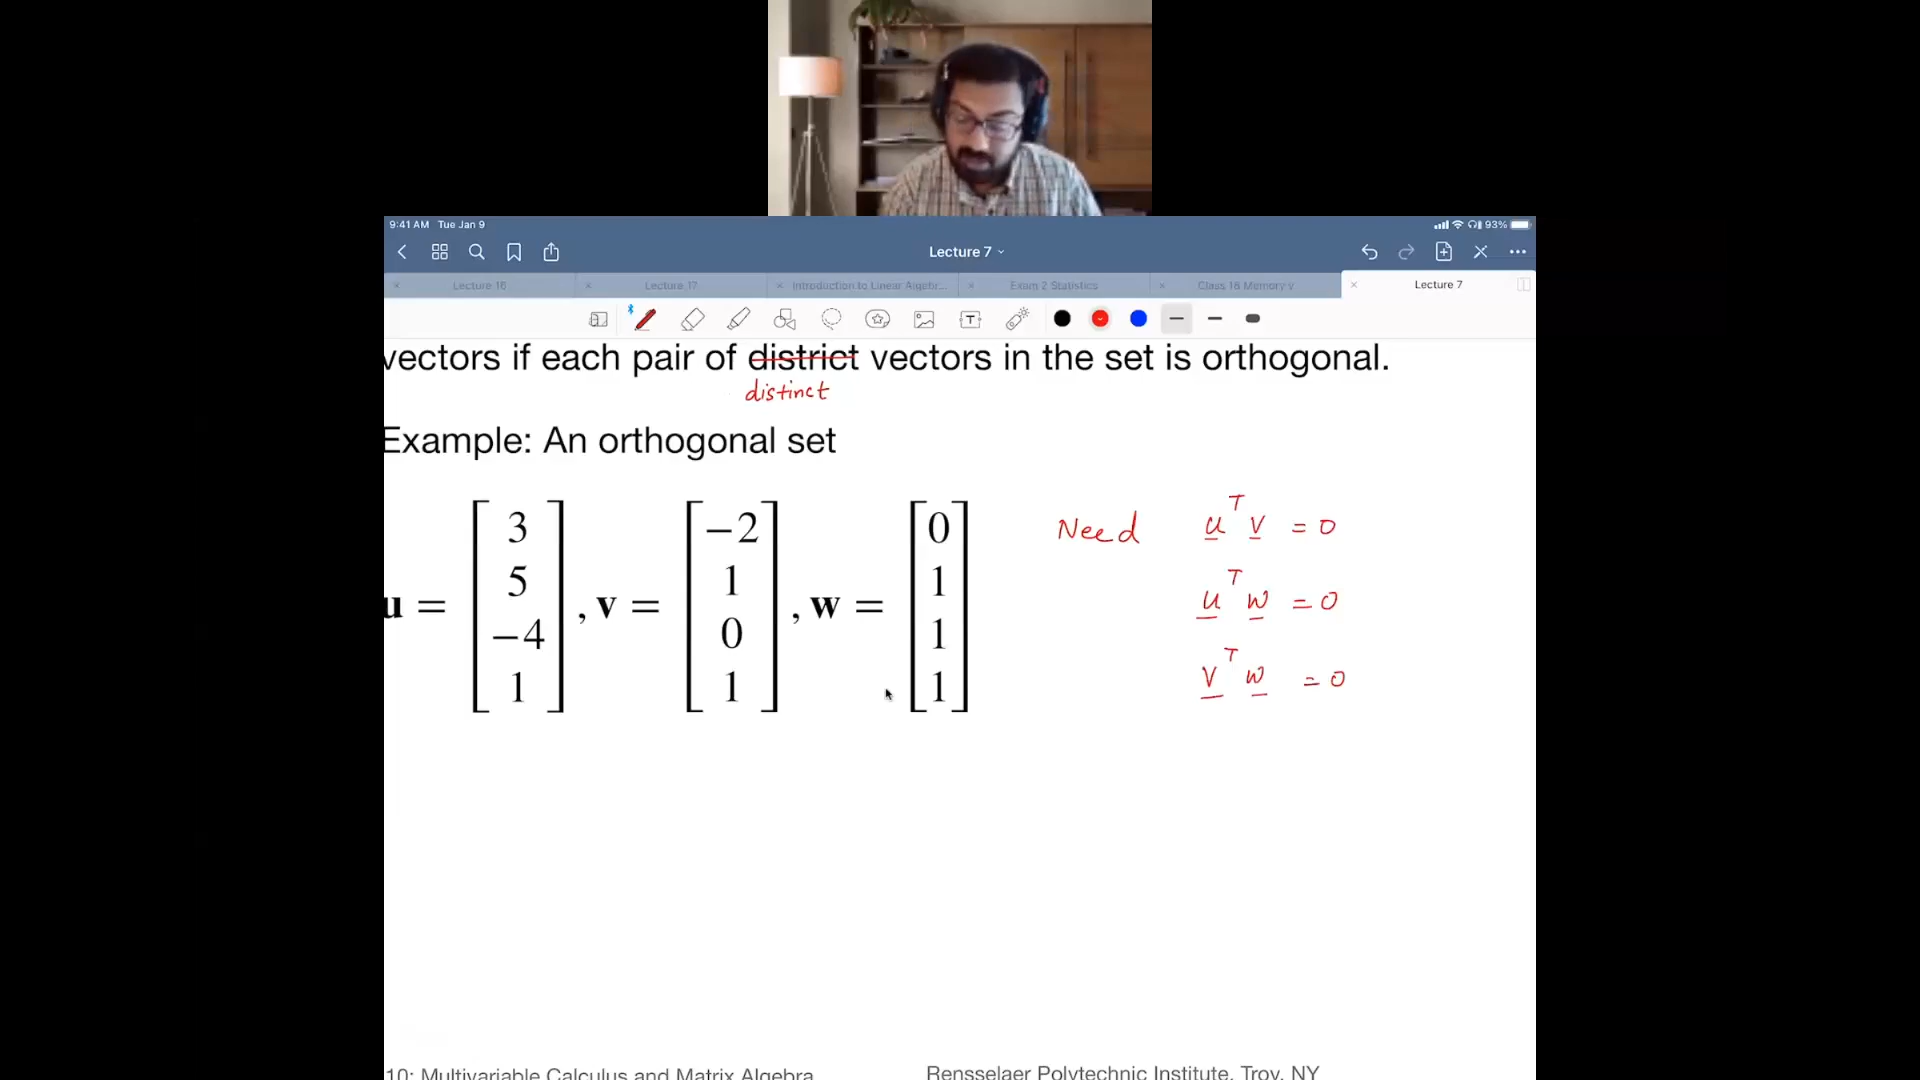 9:41 AM Tue Jan 9
93%
Lecture 7
Lecture 16
Lecture 17
Introduction to Linear Algebr...
Exam 2 Statistics
Class 16 Memory v
Lecture 7
vectors if each pair of district vectors in the set is orthogonal.
distinct
Example: An orthogonal set
u = [3 5 −4 1], v = [−2 1 0 1], w = [0 1 1 1]
Need u^T v = 0
u^T w = 0
v^T w = 0
10: Multivariable Calculus and Matrix Algebra
Rensselaer Polytechnic Institute, Troy, NY